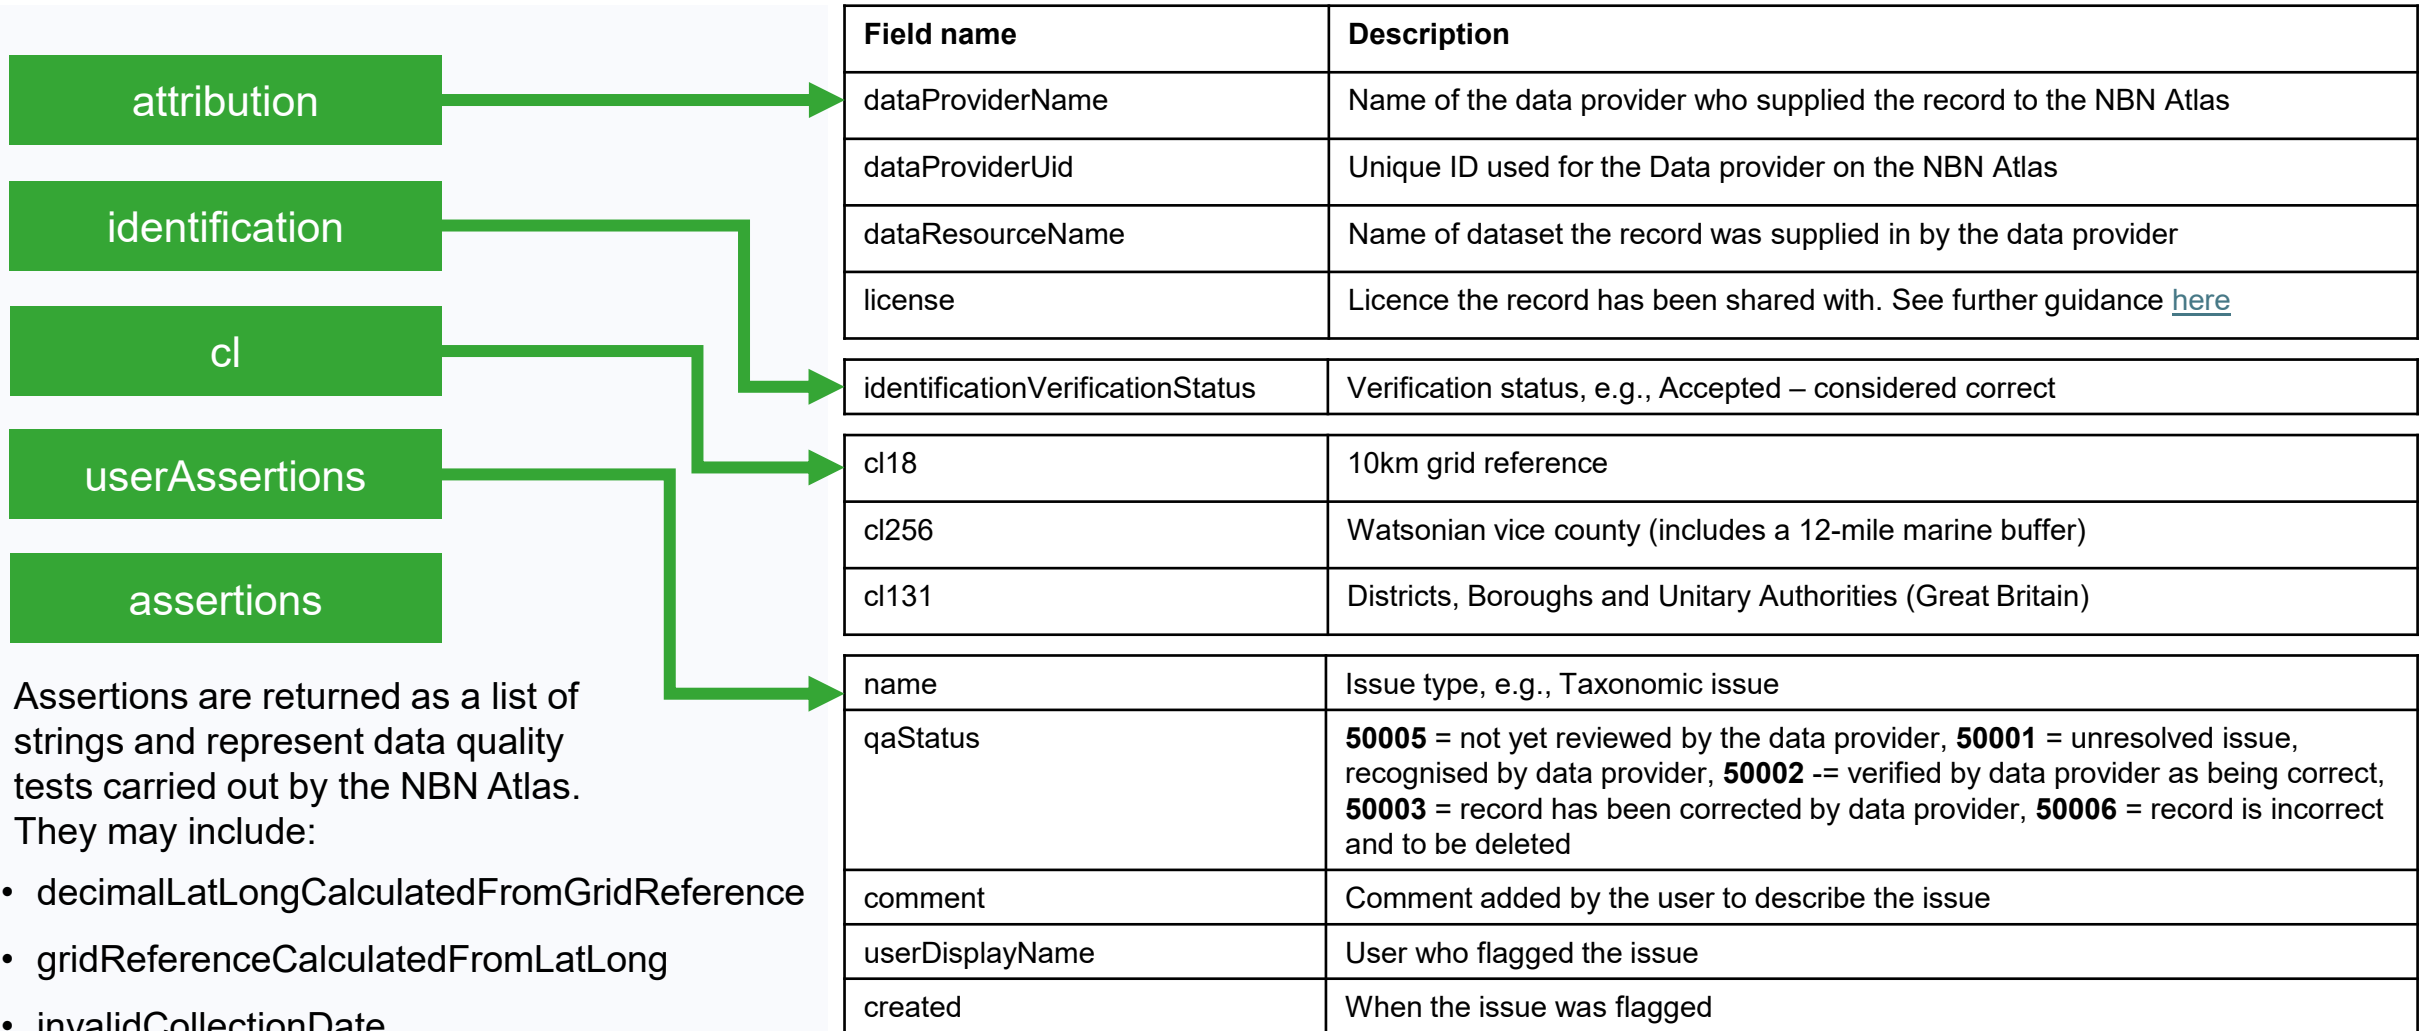 attribution
identification
cl
userAssertions
assertions
Assertions are returned as a list of
strings and represent data quality
tests carried out by the NBN Atlas.
They may include:
• decimalLatLongCalculatedFromGridReference
• gridReferenceCalculatedFromLatLong
• invalidCollectionDate
Field name Description
dataProviderName Name of the data provider who supplied the record to the NBN Atlas
dataProviderUid Unique ID used for the Data provider on the NBN Atlas
dataResourceName Name of dataset the record was supplied in by the data provider
license Licence the record has been shared with. See further guidance here
identificationVerificationStatus Verification status, e.g., Accepted – considered correct
cl18 10km grid reference
cl256 Watsonian vice county (includes a 12-mile marine buffer)
cl131 Districts, Boroughs and Unitary Authorities (Great Britain)
name Issue type, e.g., Taxonomic issue
qaStatus 50005 = not yet reviewed by the data provider, 50001 = unresolved issue,
recognised by data provider, 50002 -= verified by data provider as being correct,
50003 = record has been corrected by data provider, 50006 = record is incorrect
and to be deleted
comment Comment added by the user to describe the issue
userDisplayName User who flagged the issue
created When the issue was flagged